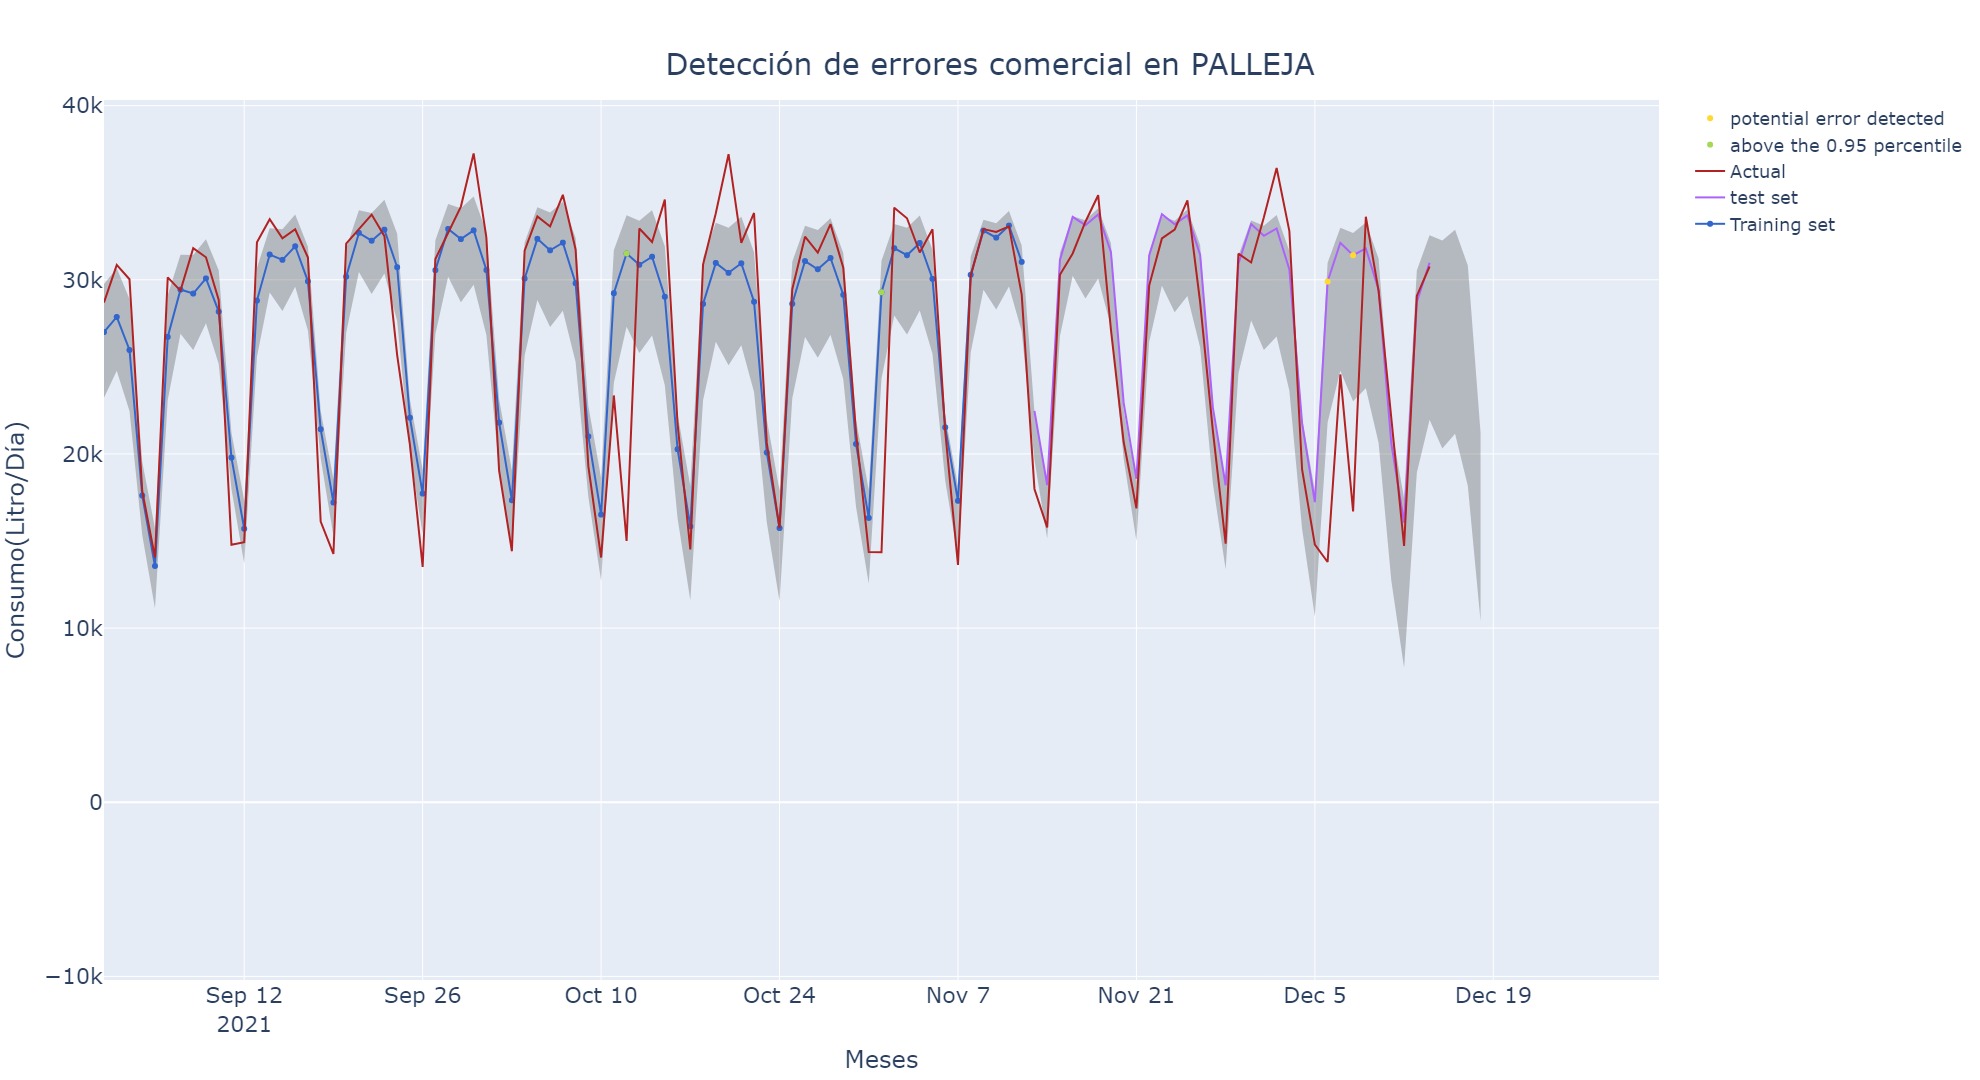 Detección de errores comercial en PALLEJA
40k
30k
20k
10k
0
−10k
Consumo(Litro/Día)
Sep 12
2021
Sep 26
Oct 10
Oct 24
Nov 7
Nov 21
Dec 5
Dec 19
Meses
potential error detected
above the 0.95 percentile
Actual
test set
Training set